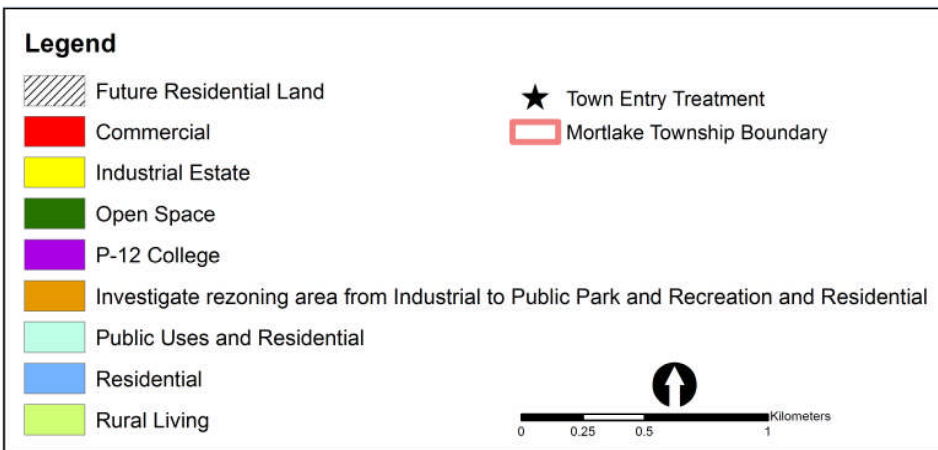 Legend
Future Residential Land
Commercial
Industrial Estate
Open Space
P-12 College
Investigate rezoning area from Industrial to Public Park and Recreation and Residential
Public Uses and Residential
Residential
Rural Living
Town Entry Treatment
Mortlake Township Boundary
Kilometers
0 0.25 0.5 1